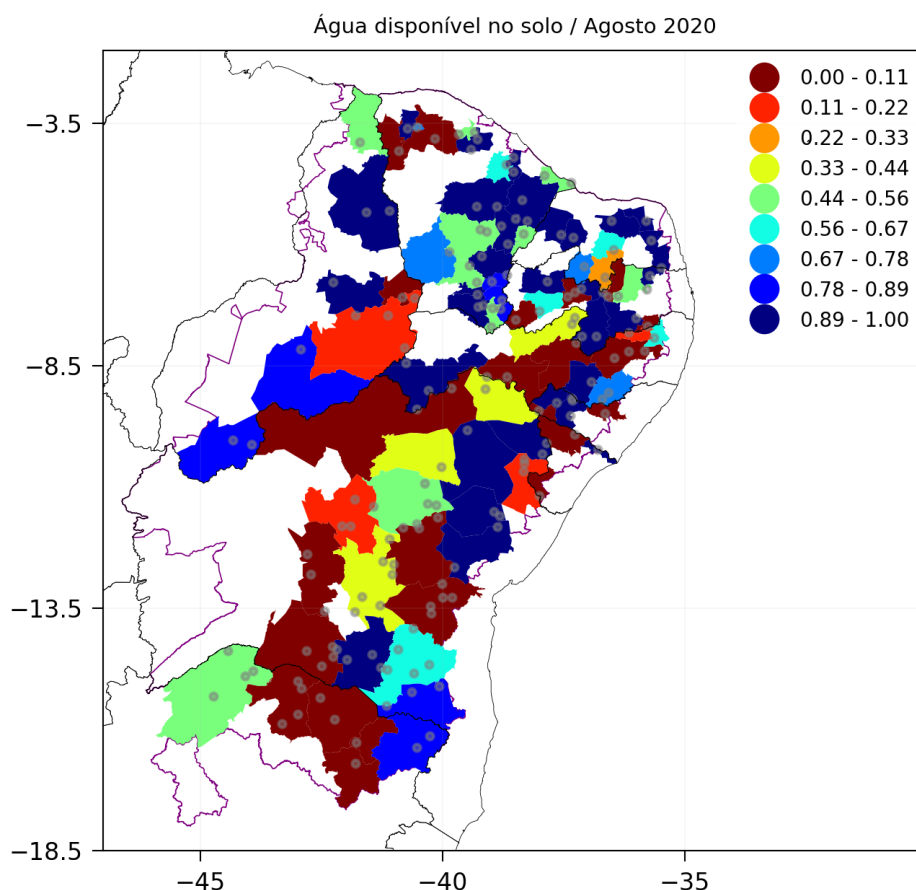 Água disponível no solo / Agosto 2020
0.00 - 0.11
0.11 - 0.22
0.22 - 0.33
0.33 - 0.44
0.44 - 0.56
0.56 - 0.67
0.67 - 0.78
0.78 - 0.89
0.89 - 1.00
−3.5
−8.5
−13.5
−18.5
−45
−40
−35